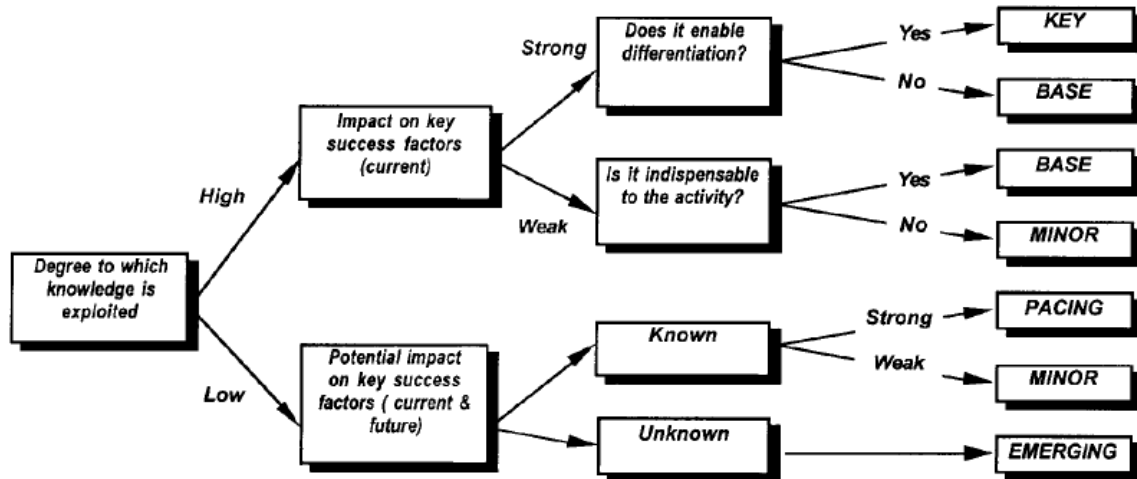 Degree to which
knowledge is
exploited
High
Low
Impact on key
success factors
(current)
Potential impact
on key success
factors ( current &
future)
Strong
Weak
Does it enable
differentiation?
Is it indispensable
to the activity?
Known
Unknown
Yes
No
Yes
No
Strong
Weak
KEY
BASE
BASE
MINOR
PACING
MINOR
EMERGING